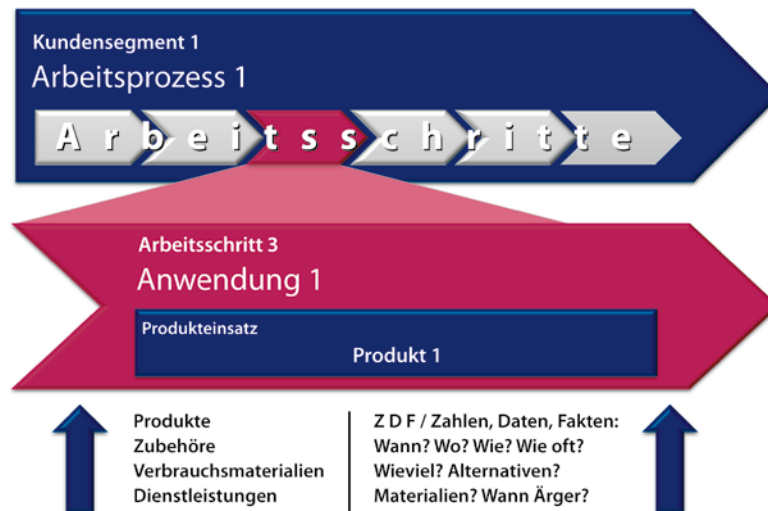 Kundensegment 1
Arbeitsprozess 1
Arbeitsschritte
Arbeitsschritt 3
Anwendung 1
Produkteinsatz
Produkt 1
Produkte
Zubehöre
Verbrauchsmaterialien
Dienstleistungen
Z D F / Zahlen, Daten, Fakten:
Wann? Wo? Wie? Wie oft?
Wieviel? Alternativen?
Materialien? Wann Ärger?